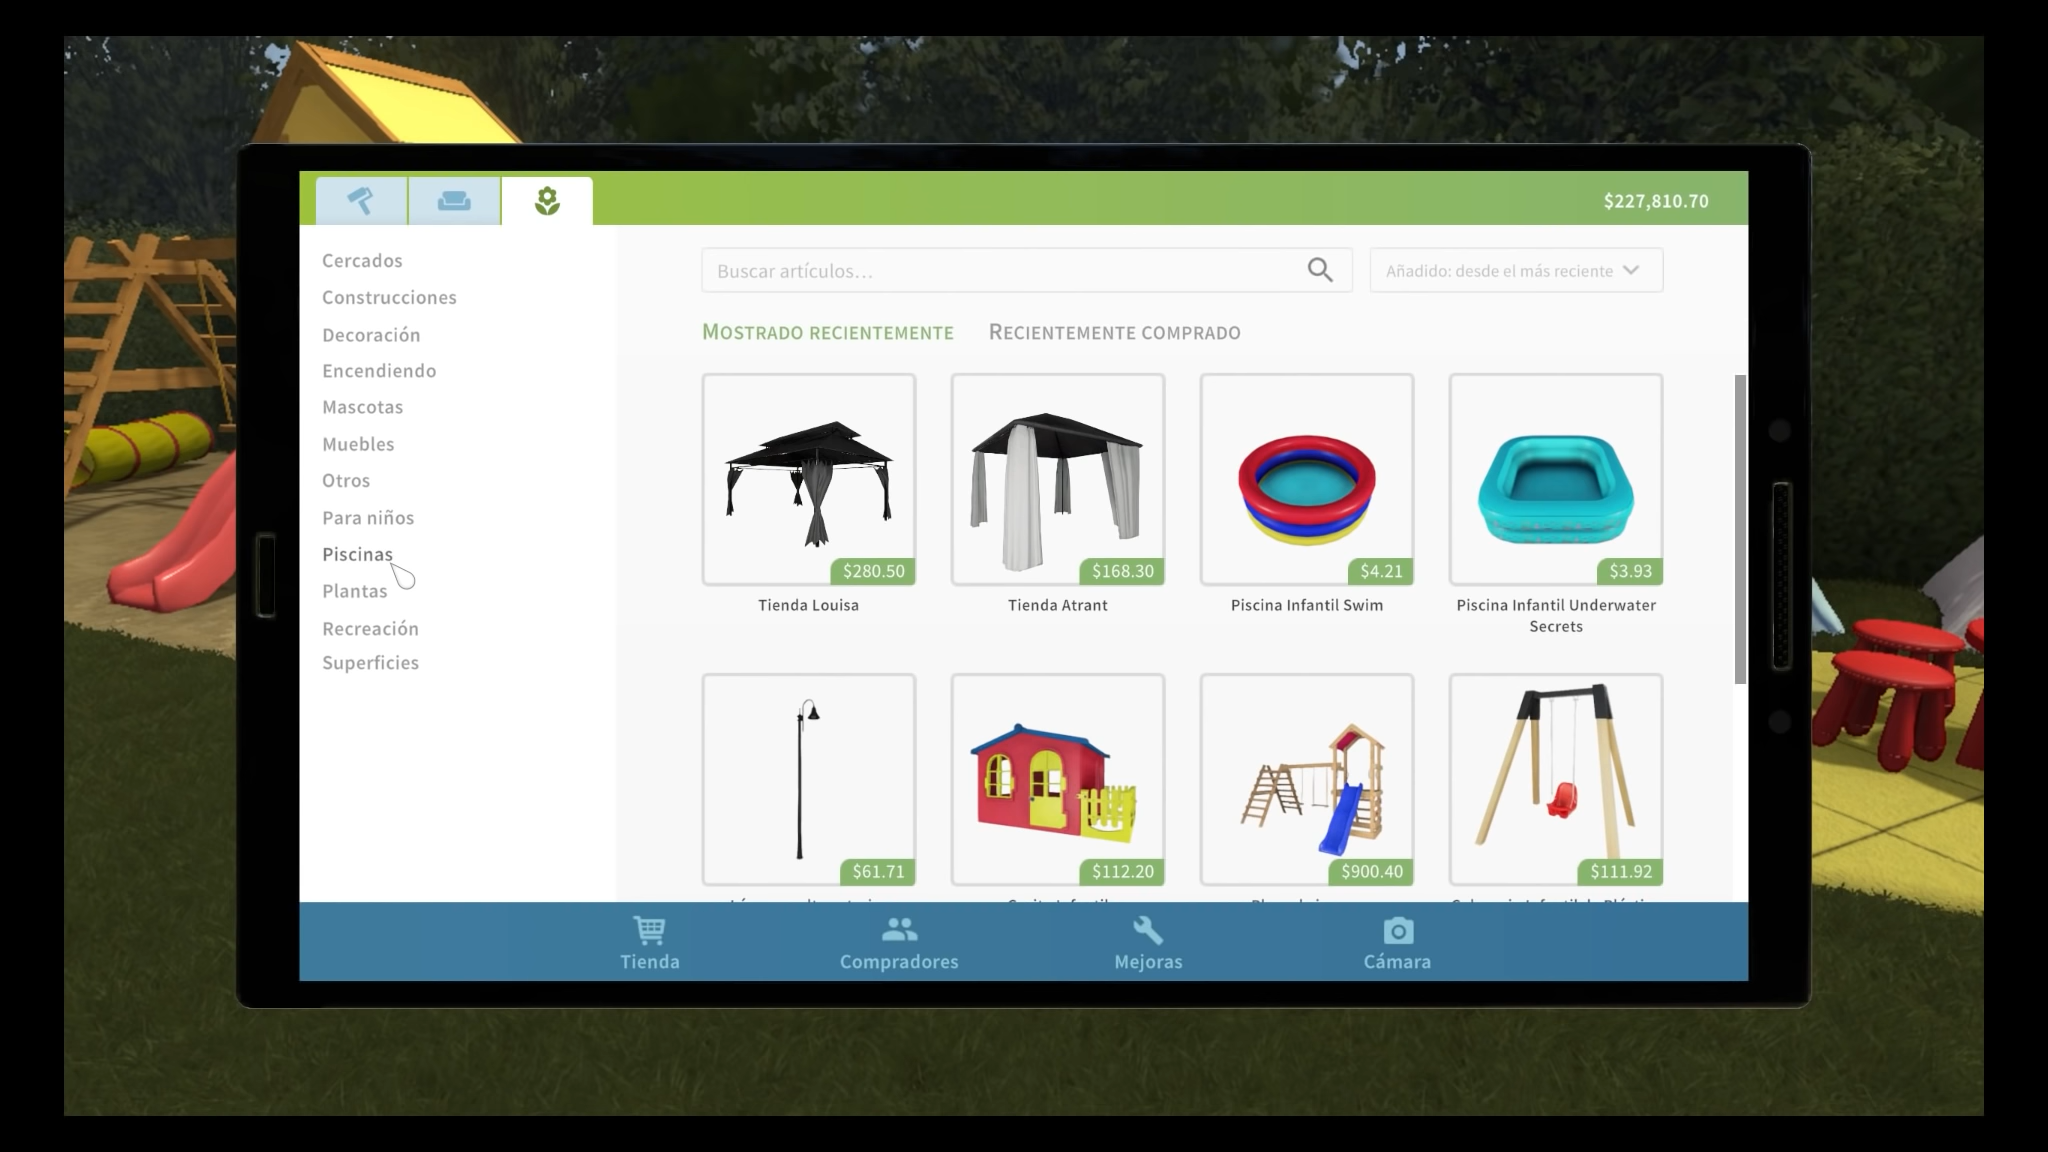 $227,810.70
Cercados
Construcciones
Decoración
Encendiendo
Mascotas
Muebles
Otros
Para niños
Piscinas
Plantas
Recreación
Superficies
Buscar artículos...
Añadido: desde el más reciente
MOSTRADO RECIENTEMENTE
RECIENTEMENTE COMPRADO
$280.50
$168.30
$4.21
$3.93
Tienda Louisa
Tienda Atrant
Piscina Infantil Swim
Piscina Infantil Underwater
Secrets
$61.71
$112.20
$900.40
$111.92
Tienda
Compradores
Mejoras
Cámara